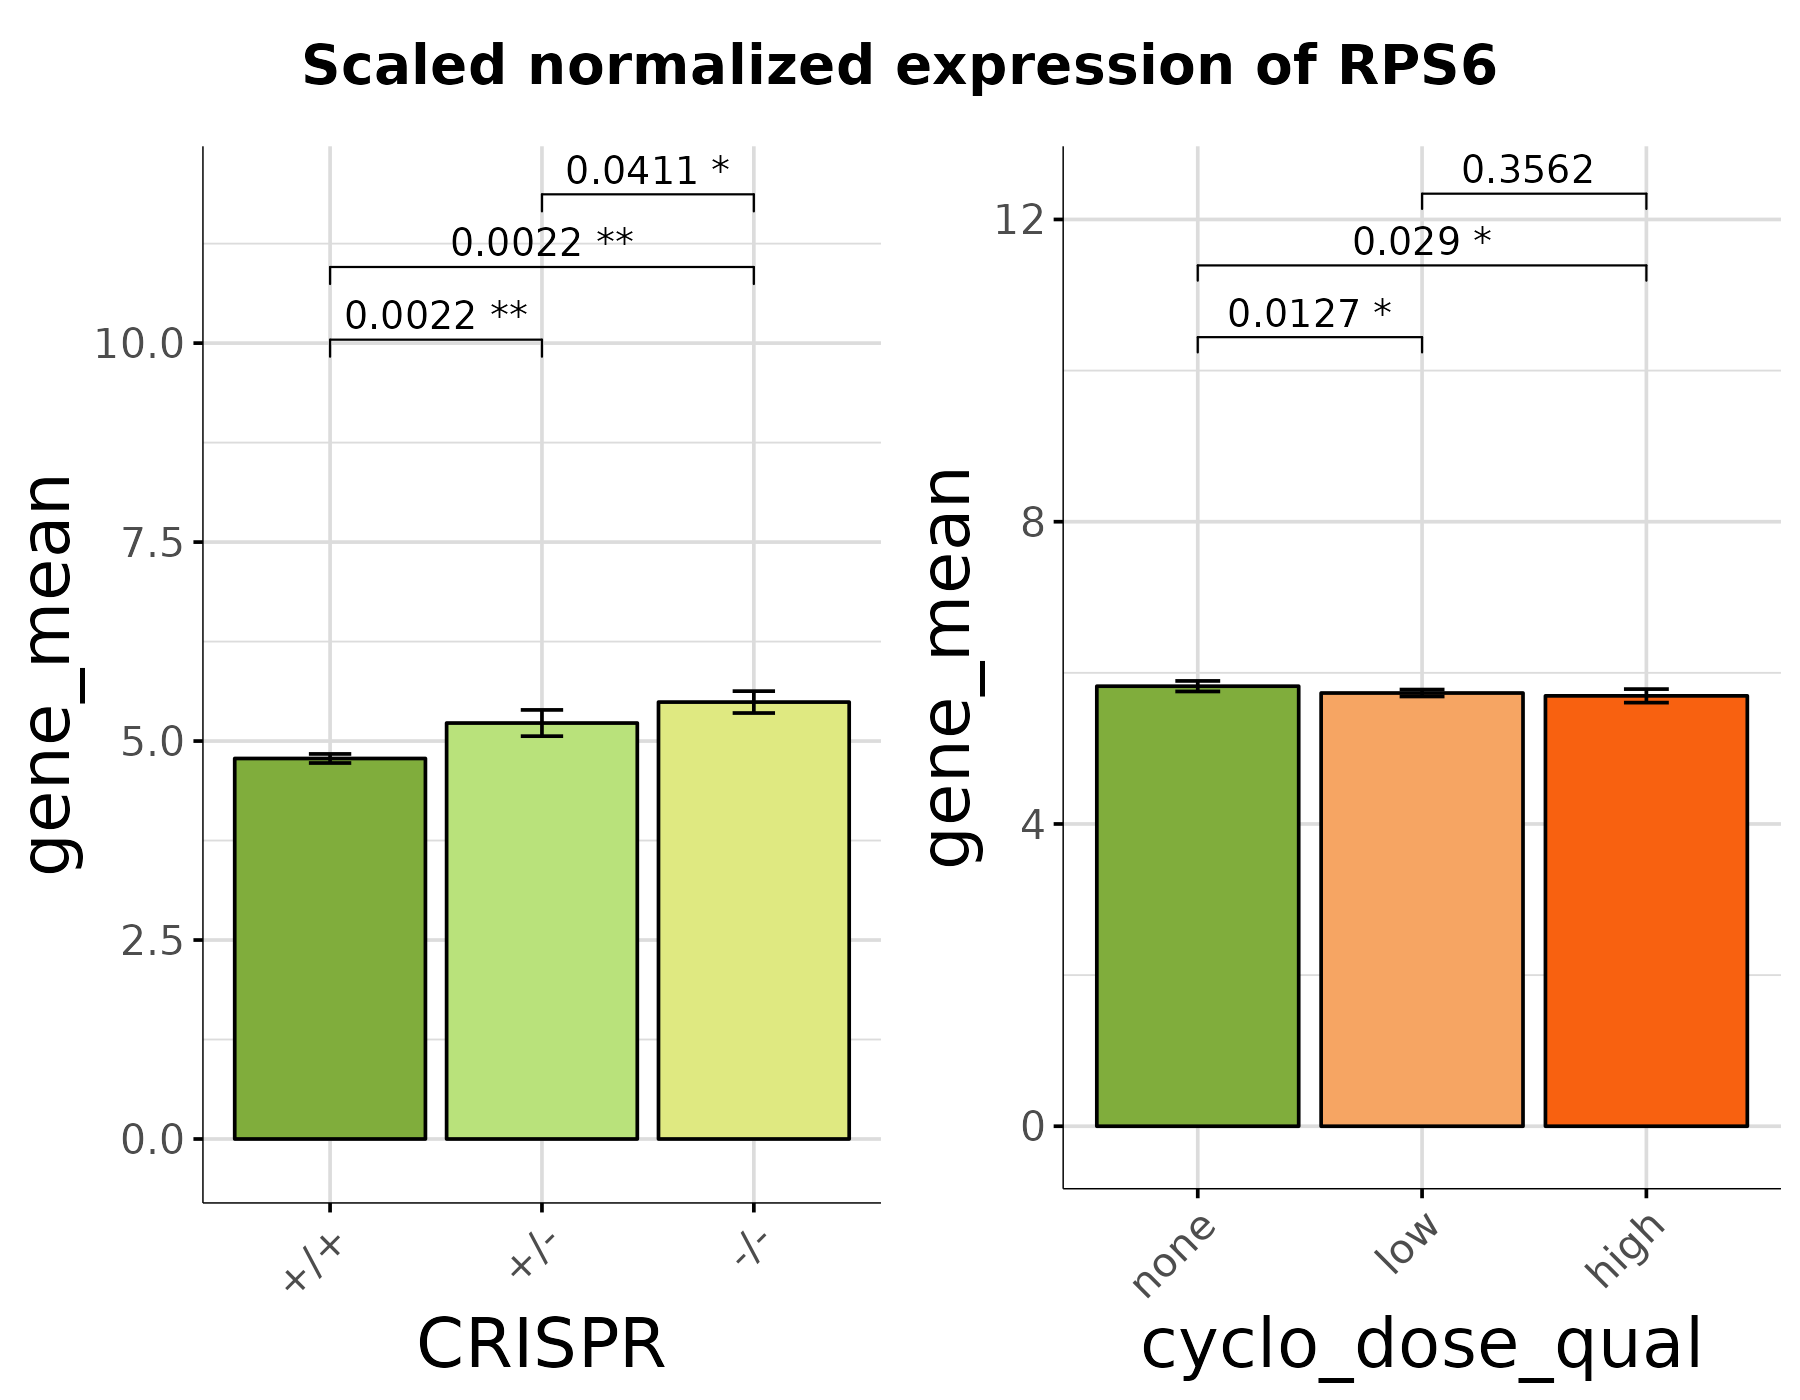 Scaled normalized expression of RPS6
gene_mean
10.0
7.5
5.0
2.5
0.0
0.0411 *
0.0022 **
0.0022 **
+/+
+/-
-/-
CRISPR
gene_mean
12
8
4
0
0.3562
0.029 *
0.0127 *
none
low
high
cyclo_dose_qual